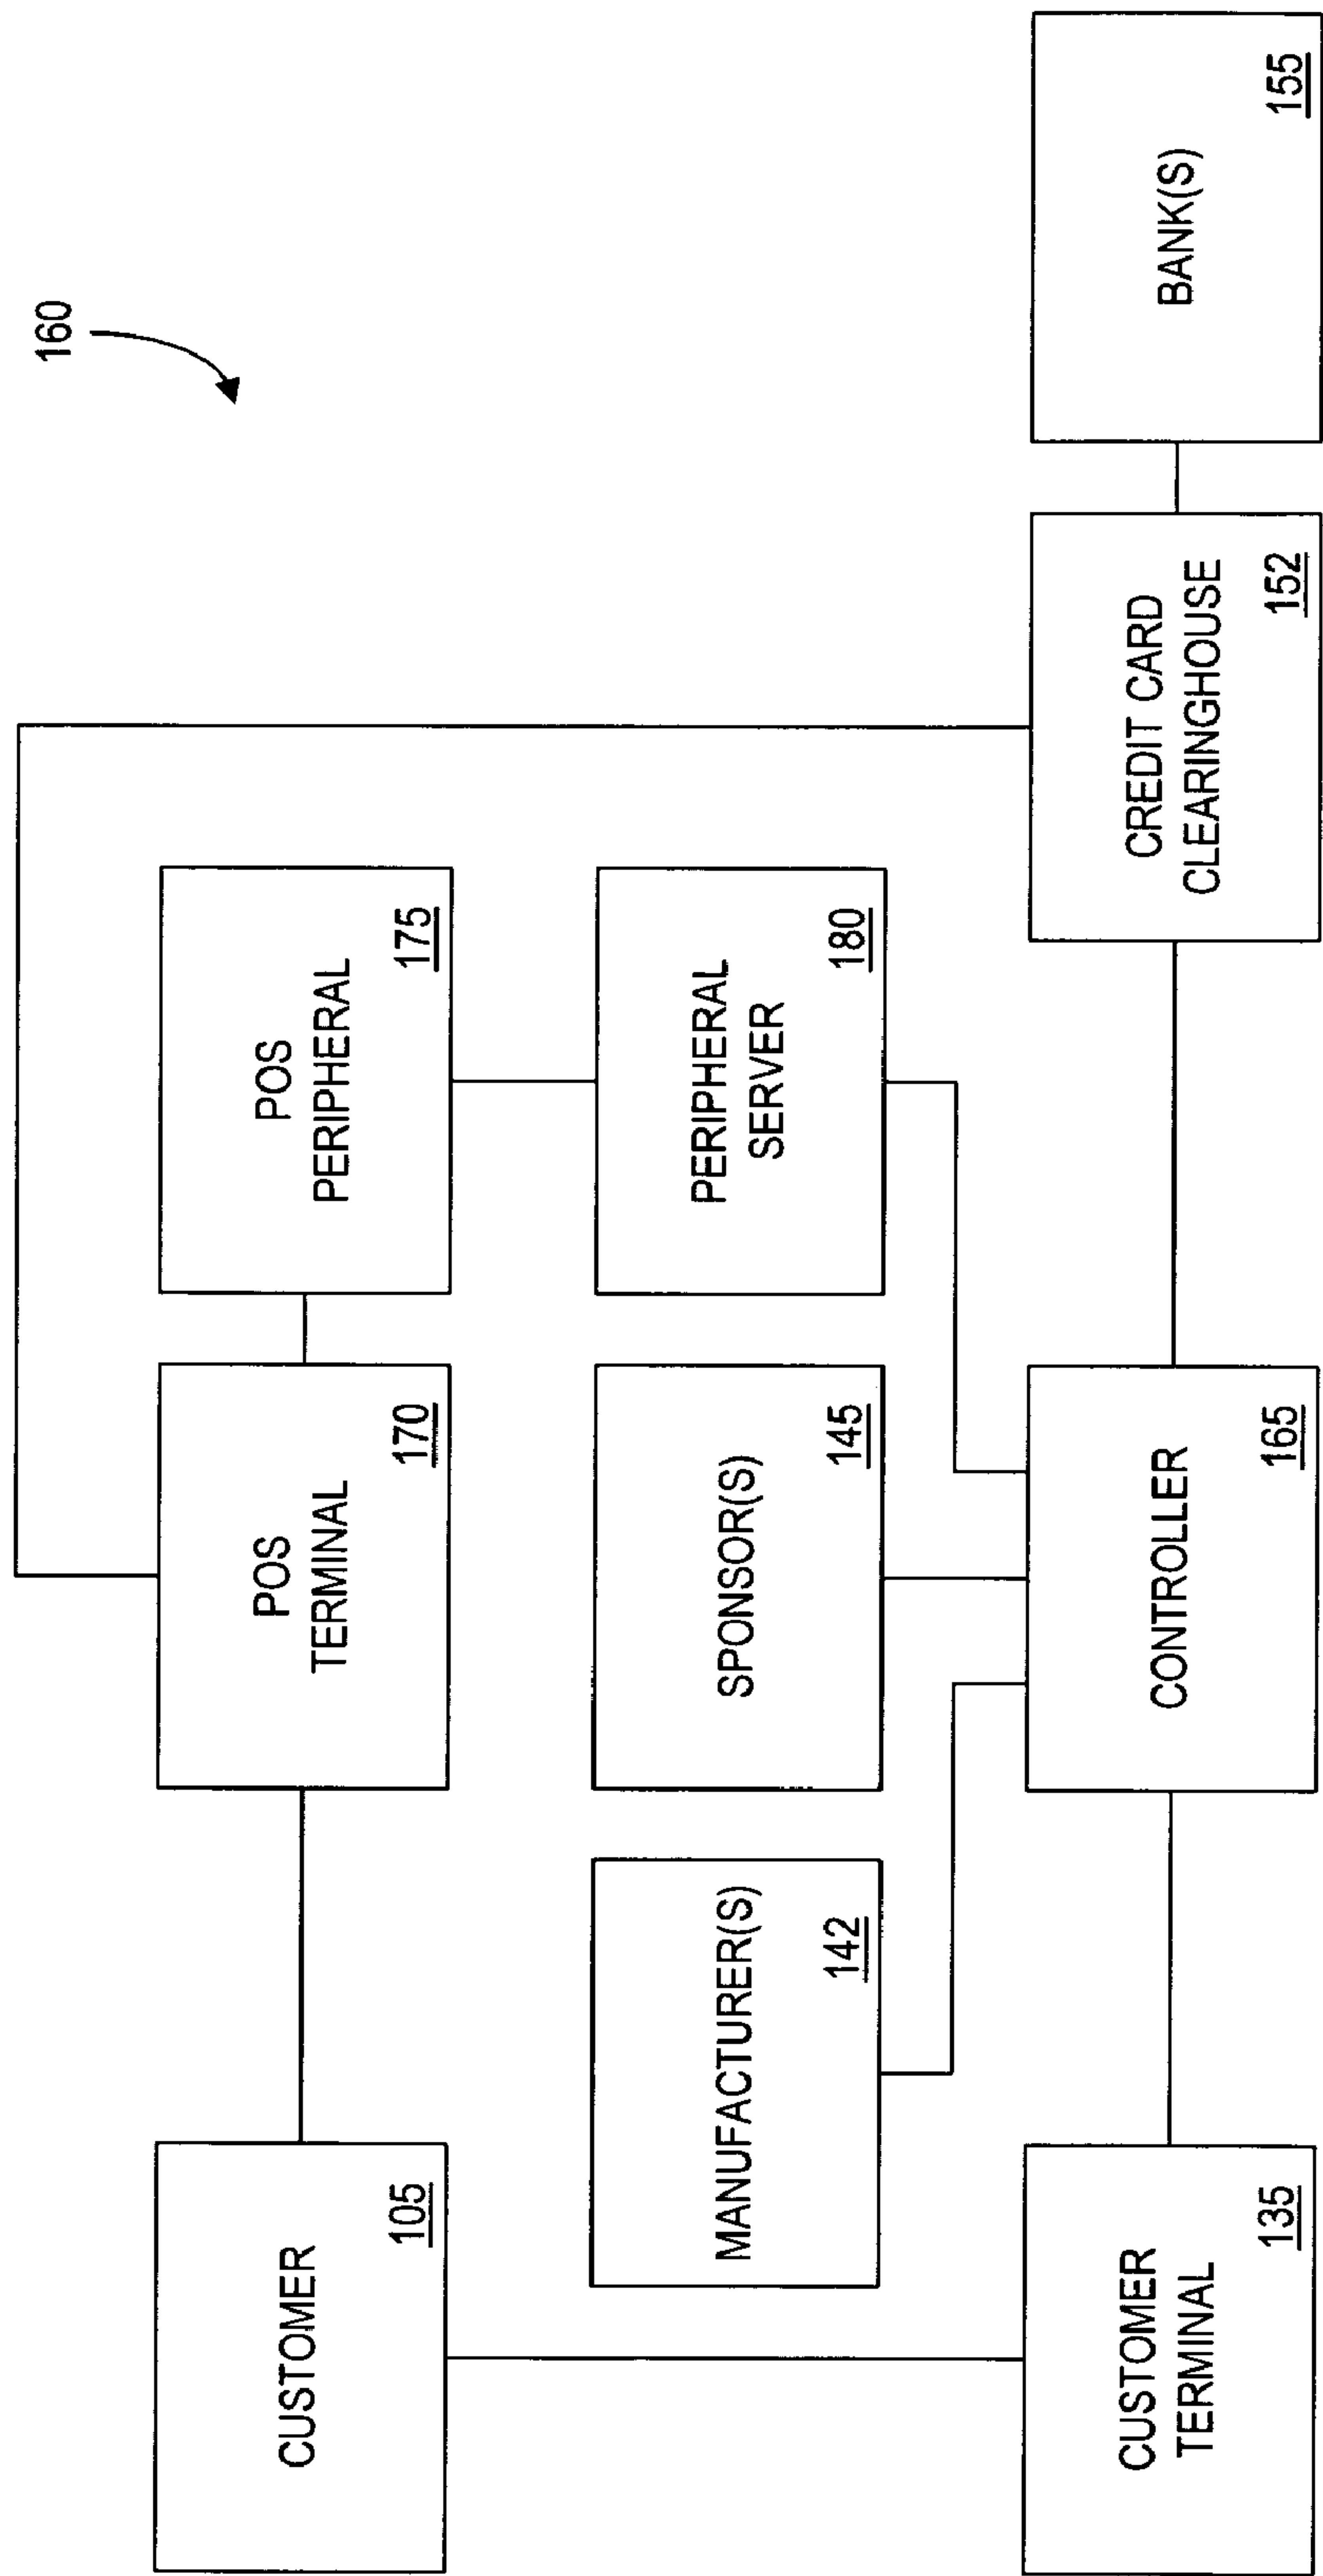 160
CUSTOMER
105
POS
TERMINAL
170
POS
PERIPHERAL
175
MANUFACTURER(S)
142
SPONSOR(S)
145
PERIPHERAL
SERVER
180
CUSTOMER
TERMINAL
135
CONTROLLER
165
CREDIT CARD
CLEARINGHOUSE
152
BANK(S)
155